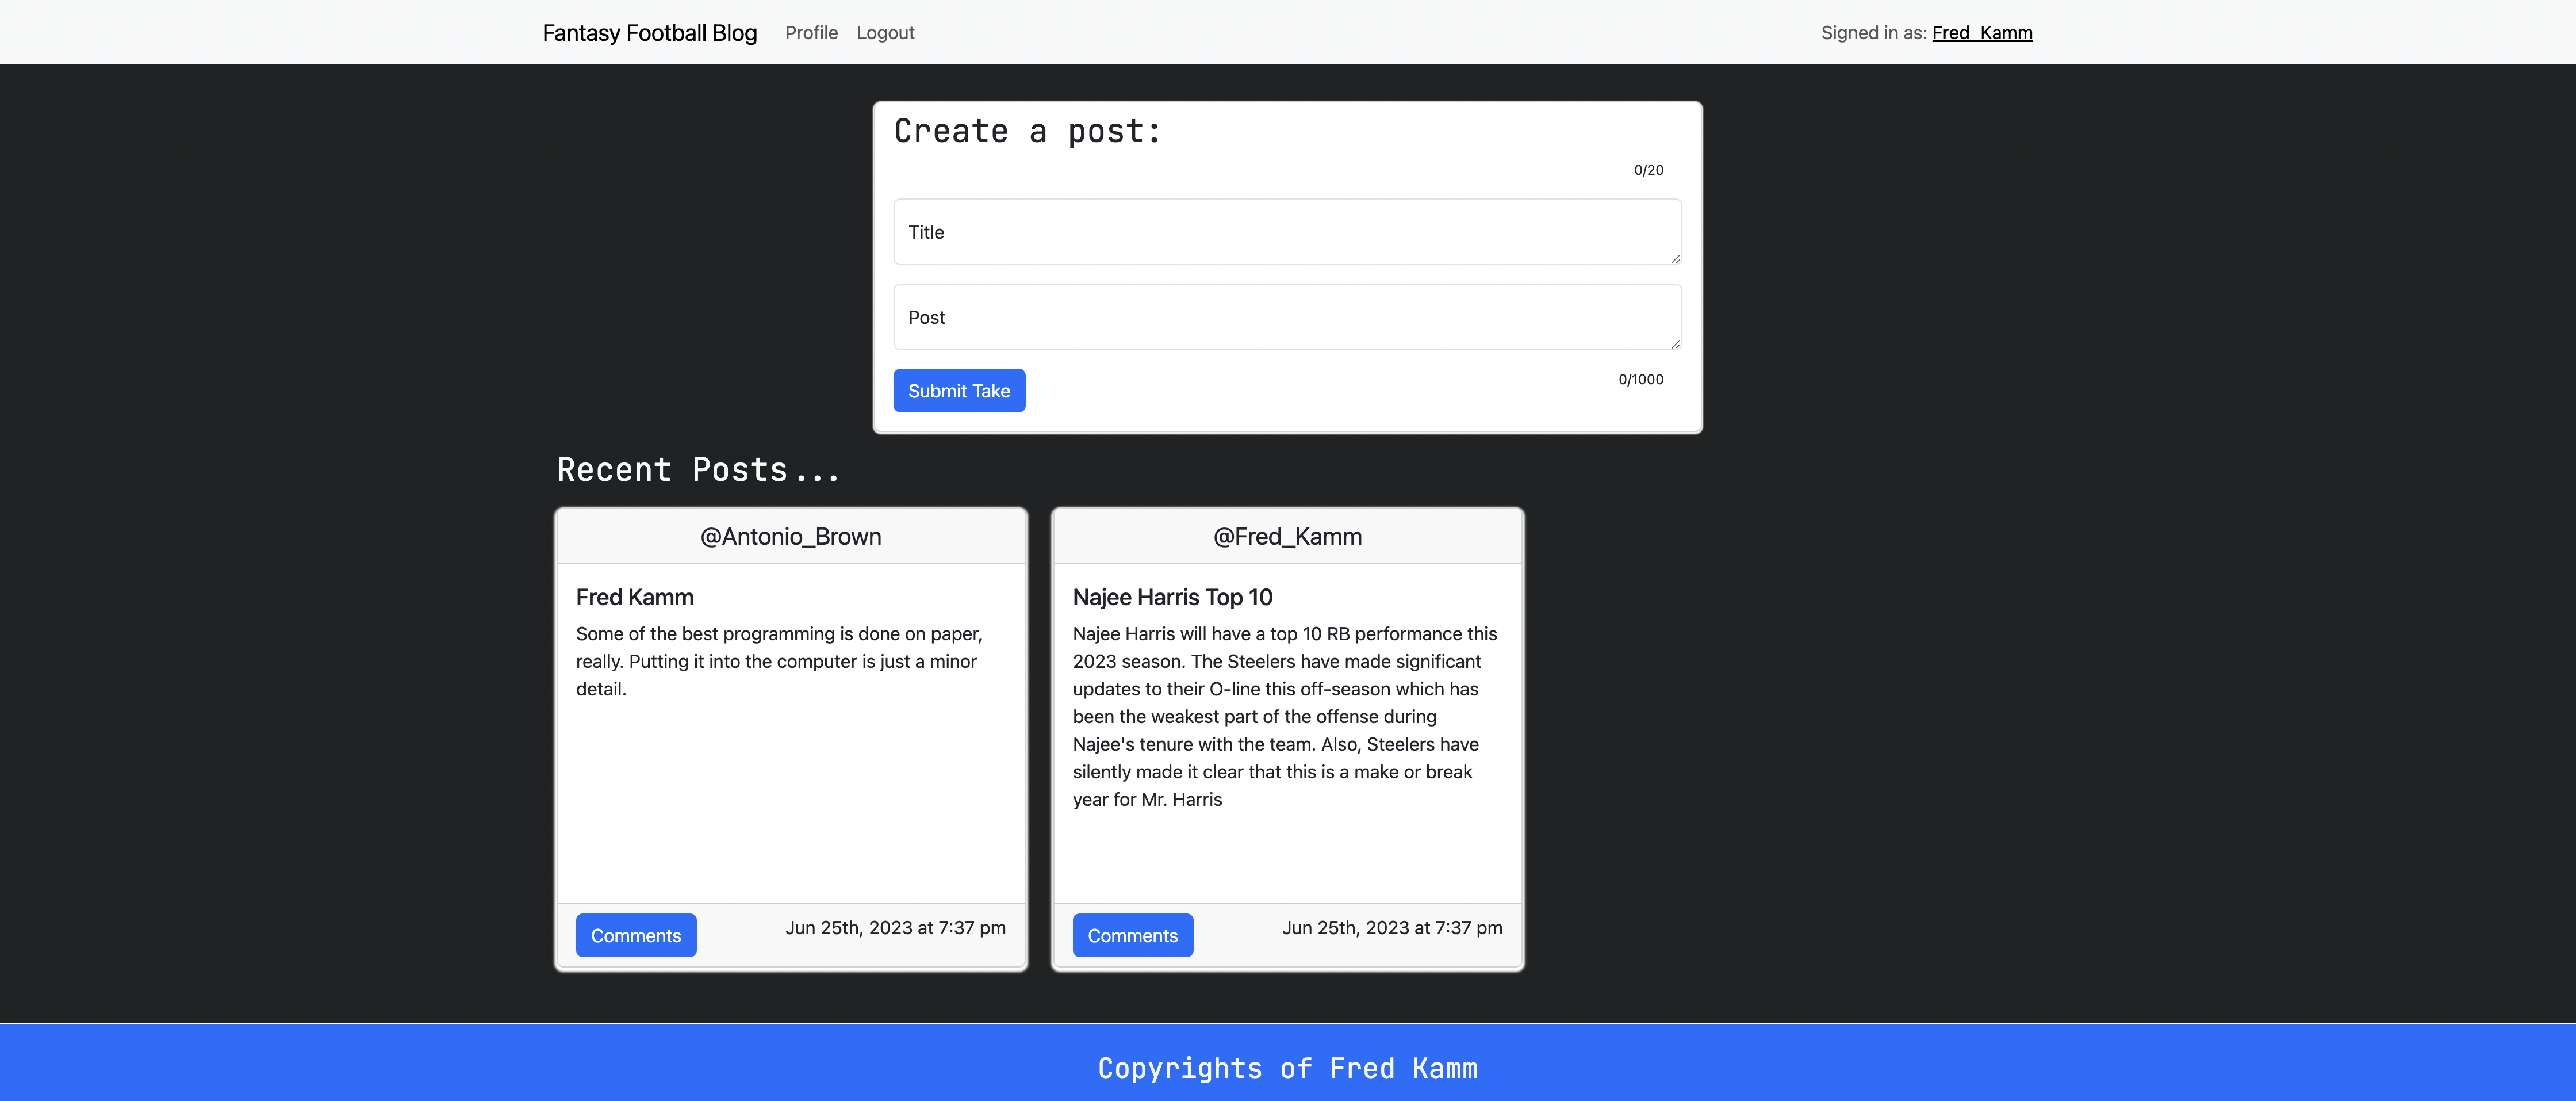 Fantasy Football Blog Profile Logout Signed in as: Fred_Kamm
Create a post:
0/20
Title
Post
Submit Take 0/1000
Recent Posts...
@Antonio_Brown
Fred Kamm
Some of the best programming is done on paper,
really. Putting it into the computer is just a minor
detail.
Comments Jun 25th, 2023 at 7:37 pm
@Fred_Kamm
Najee Harris Top 10
Najee Harris will have a top 10 RB performance this
2023 season. The Steelers have made significant
updates to their O-line this off-season which has
been the weakest part of the offense during
Najee's tenure with the team. Also, Steelers have
silently made it clear that this is a make or break
year for Mr. Harris
Comments Jun 25th, 2023 at 7:37 pm
Copyrights of Fred Kamm